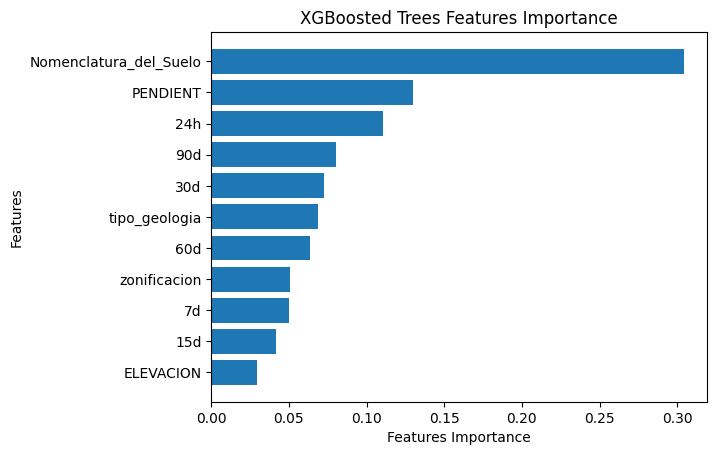 XGBoosted Trees Features Importance
Features
Nomenclatura_del_Suelo
PENDIENT
24h
90d
30d
tipo_geologia
60d
zonificacion
7d
15d
ELEVACION
0.00 0.05 0.10 0.15 0.20 0.25 0.30
Features Importance